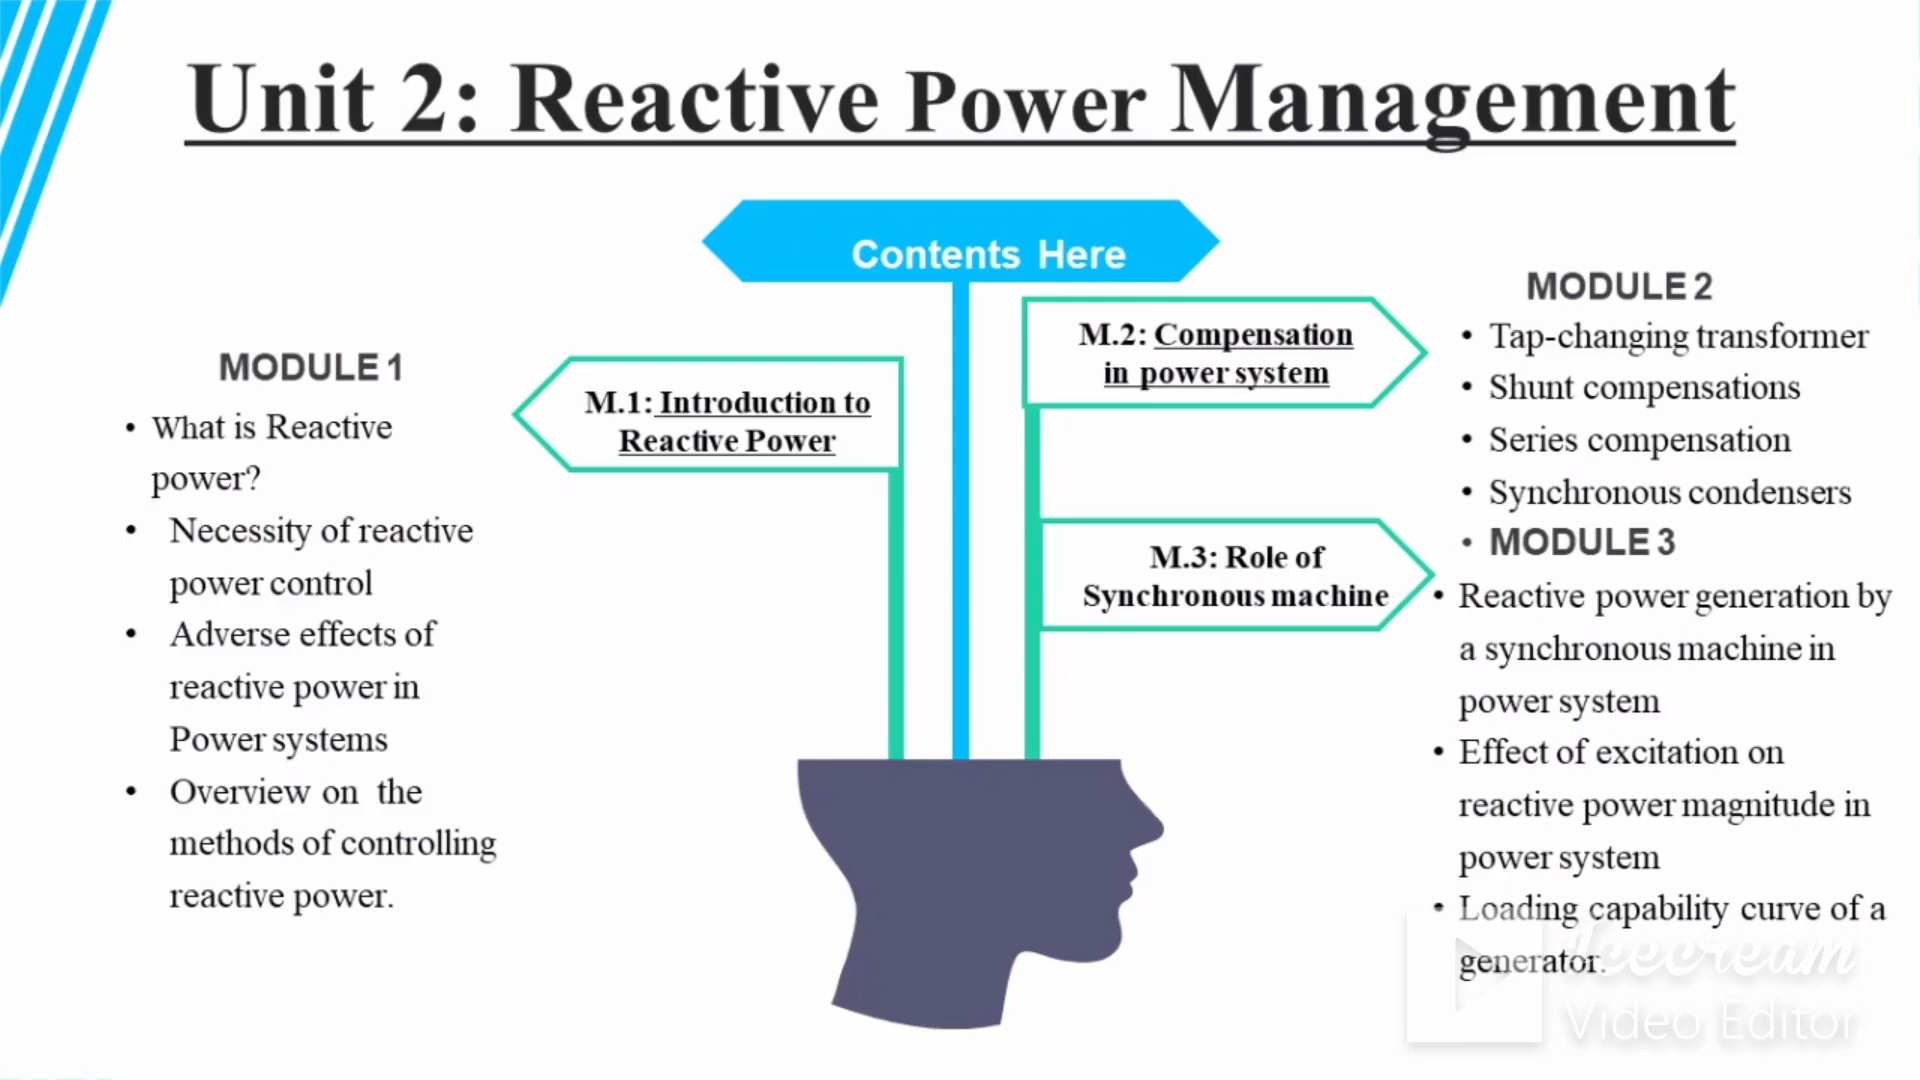 Unit 2: Reactive Power Management
Contents Here
MODULE 1
• What is Reactive
power?
• Necessity of reactive
power control
• Adverse effects of
reactive power in
Power systems
• Overview on the
methods of controlling
reactive power.
M.1: Introduction to
Reactive Power
M.2: Compensation
in power system
M.3: Role of
Synchronous machine
MODULE 2
• Tap-changing transformer
• Shunt compensations
• Series compensation
• Synchronous condensers
• MODULE 3
• Reactive power generation by
a synchronous machine in
power system
• Effect of excitation on
reactive power magnitude in
power system
• Loading capability curve of a
generator.
Icecream
Video Editor